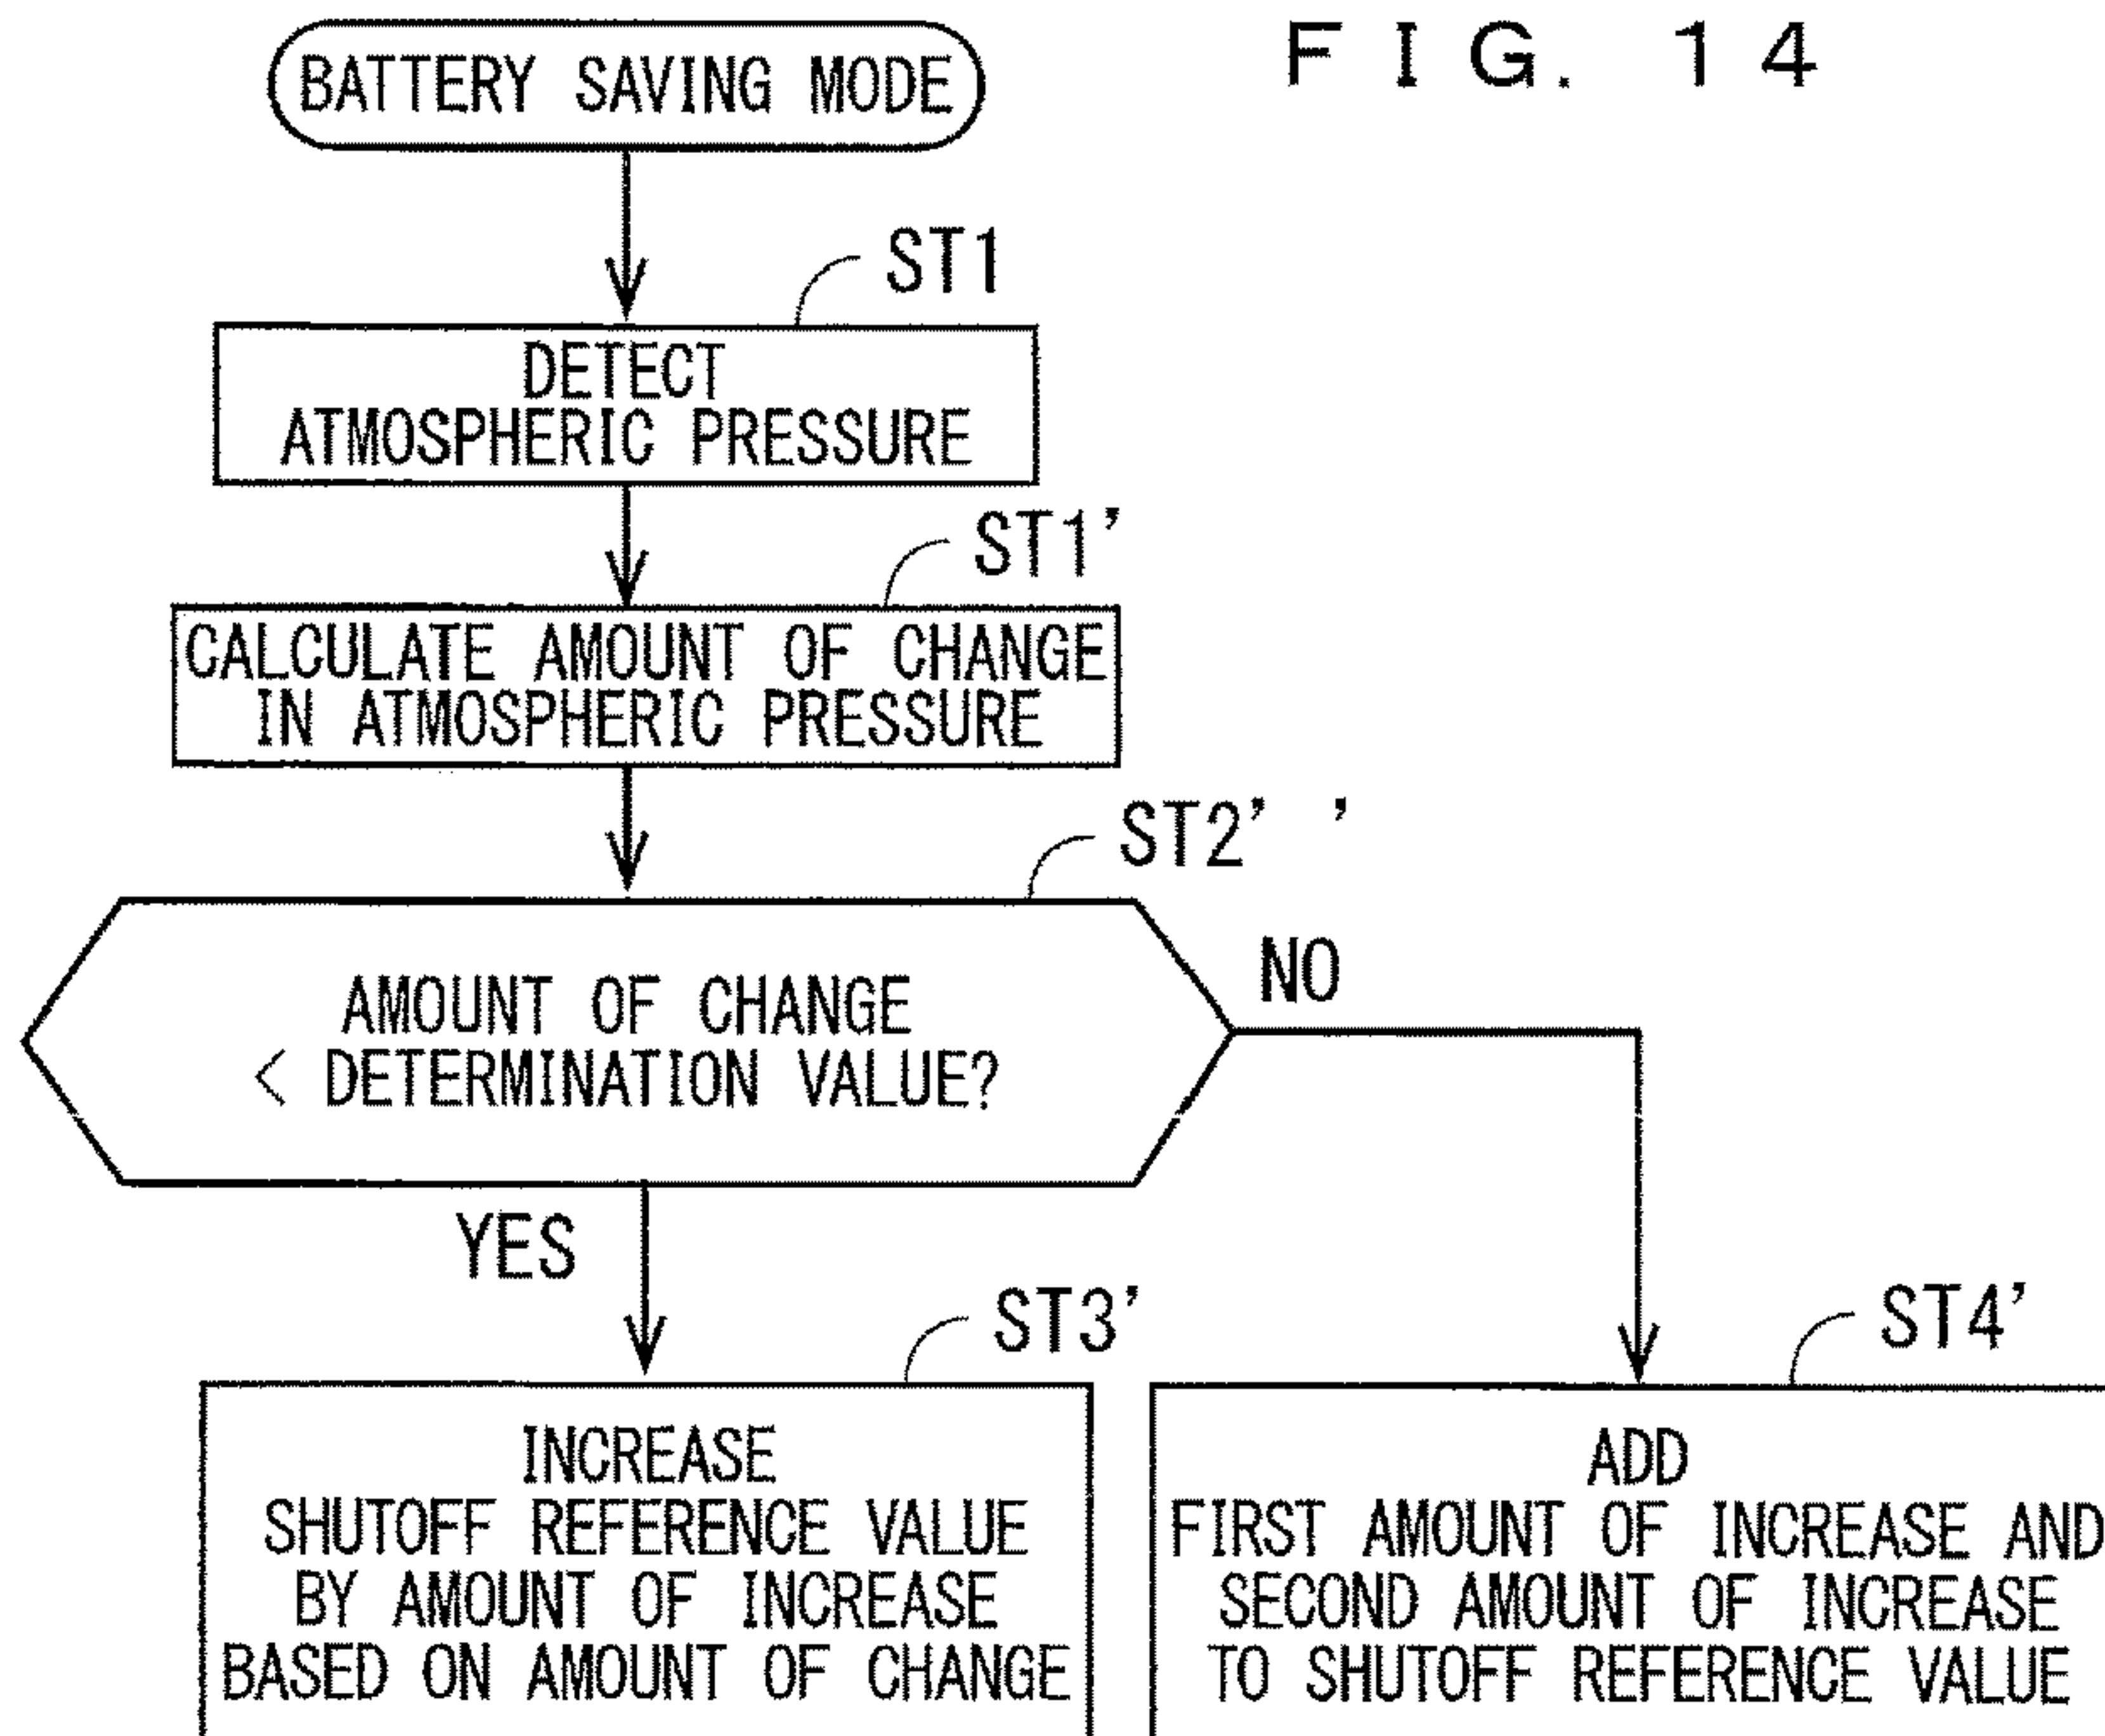 FIG. 14
BATTERY SAVING MODE
ST1
DETECT
ATMOSPHERIC PRESSURE
ST1'
CALCULATE AMOUNT OF CHANGE
IN ATMOSPHERIC PRESSURE
ST2''
AMOUNT OF CHANGE
< DETERMINATION VALUE?
NO
YES
ST3'
INCREASE
SHUTOFF REFERENCE VALUE
BY AMOUNT OF INCREASE
BASED ON AMOUNT OF CHANGE
ST4'
ADD
FIRST AMOUNT OF INCREASE AND
SECOND AMOUNT OF INCREASE
TO SHUTOFF REFERENCE VALUE